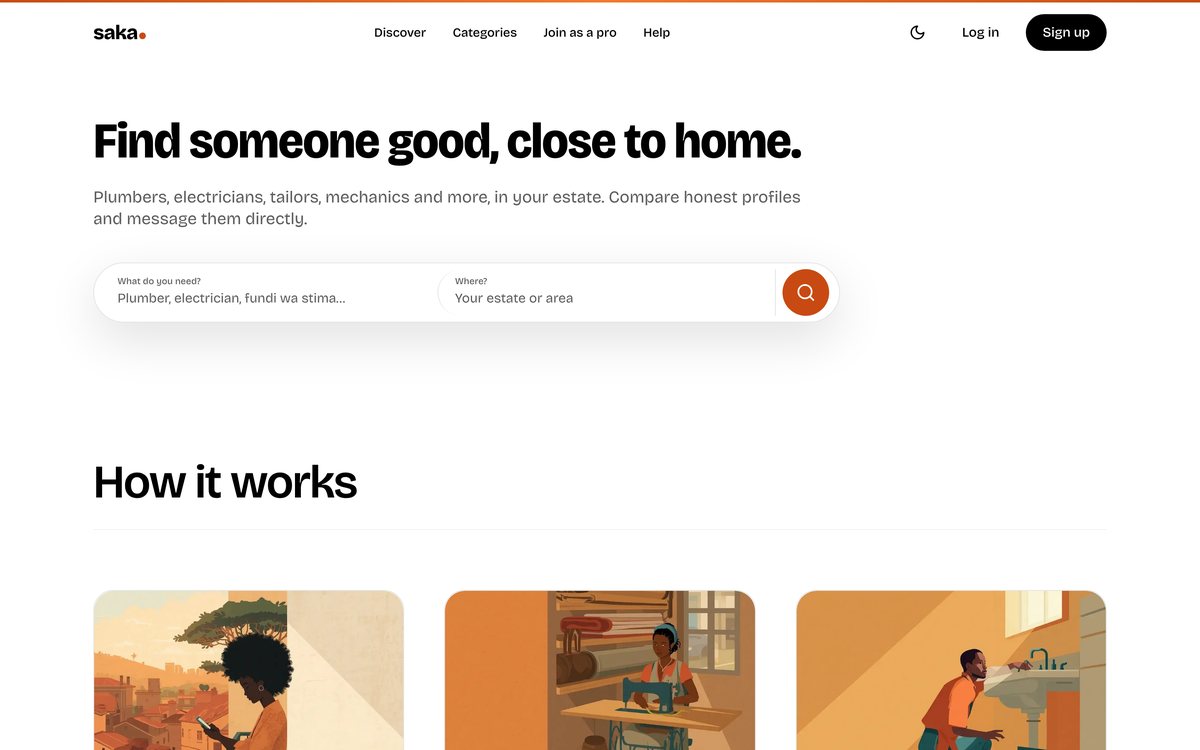 saka.
Discover Categories Join as a pro Help
Log in Sign up
Find someone good, close to home.
Plumbers, electricians, tailors, mechanics and more, in your estate. Compare honest profiles
and message them directly.
What do you need?
Plumber, electrician, fundi wa stima...
Where?
Your estate or area
How it works